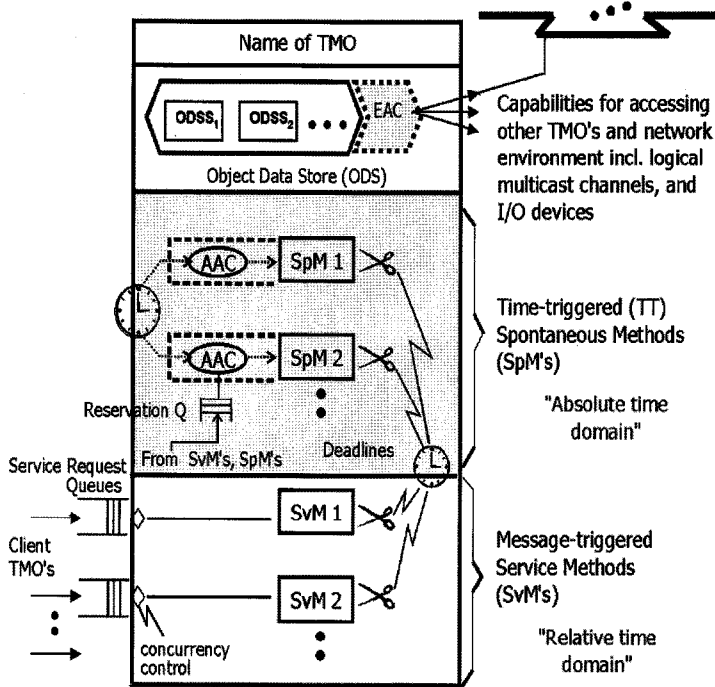 Name of TMO
ODSS1
ODSS2
EAC
Object Data Store (ODS)
Capabilities for accessing
other TMO's and network
environment incl. logical
multicast channels, and
I/O devices
AAC
SpM 1
AAC
SpM 2
Reservation Q
From SvM's, SpM's
Deadlines
Time-triggered (TT)
Spontaneous Methods
(SpM's)
"Absolute time
domain"
Service Request
Queues
Client
TMO's
SvM 1
SvM 2
concurrency
control
Message-triggered
Service Methods
(SvM's)
"Relative time
domain"